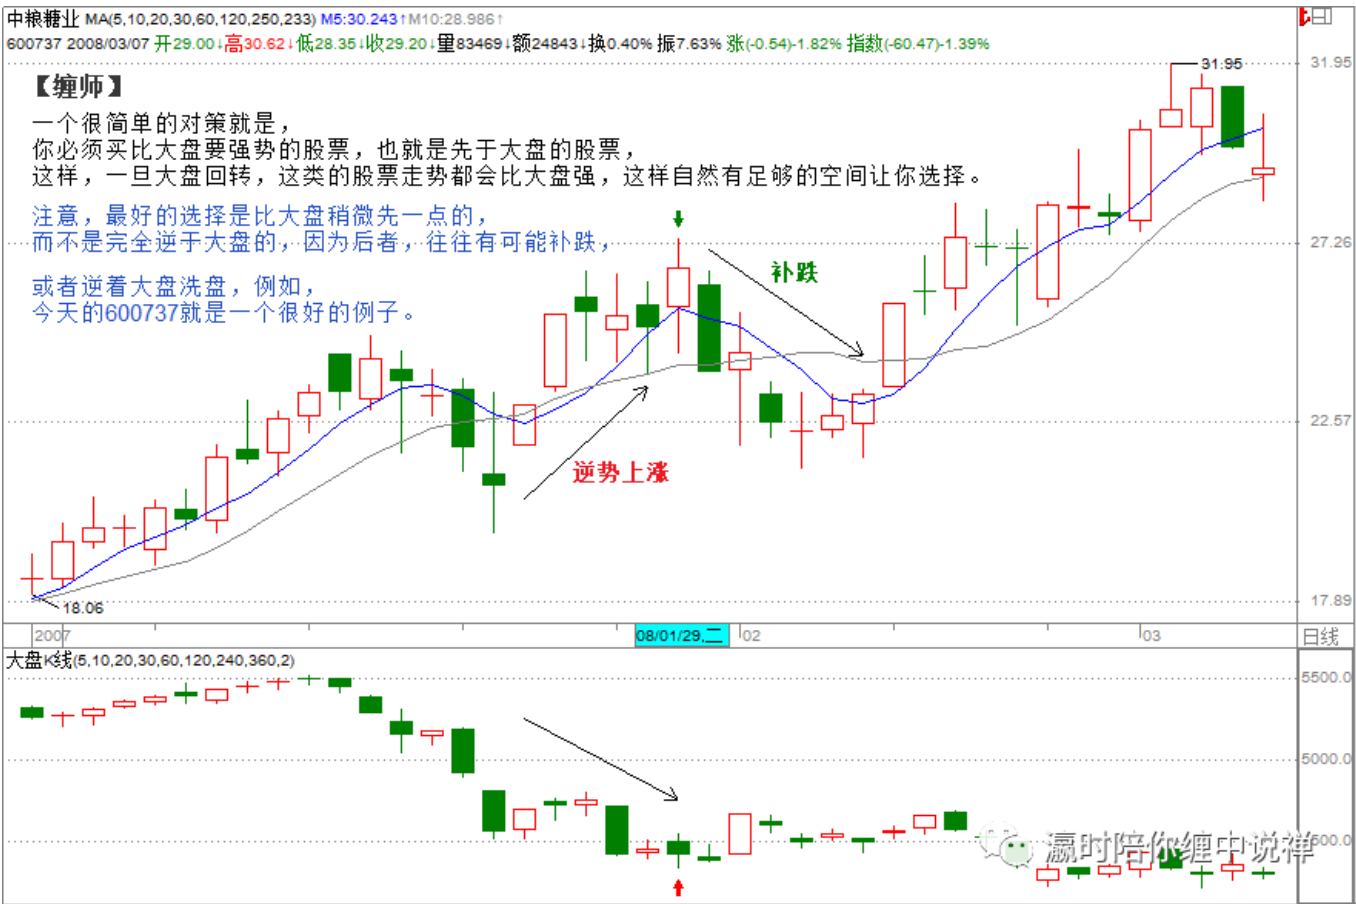 中粮糖业 MA(5,10,20,30,60,120,250,233) M5:30.243↑M10:28.986↑
600737 2008/03/07 开29.00↓高30.62↓低28.35↓收29.20↓量83469↓额24843↓换0.40% 振7.63% 涨(-0.54)-1.82% 指数(-60.47)-1.39%
31.95
31.95
【缠师】
一个很简单的对策就是，
你必须买比大盘要强势的股票，也就是先于大盘的股票，
这样，一旦大盘回转，这类的股票走势都会比大盘强，这样自然有足够的空间让你选择。
注意，最好的选择是比大盘稍微先一点的，
而不是完全逆于大盘的，因为后者，往往有可能补跌，
27.26
补跌
或者逆着大盘洗盘，例如，
今天的600737就是一个很好的例子。
22.57
逆势上涨
17.89
18.06
2007 08/01/29,二 02 03 日线
大盘K线(5,10,20,30,60,120,240,360,2)
5500.0
5000.0
瀛时陪你缠中说禅